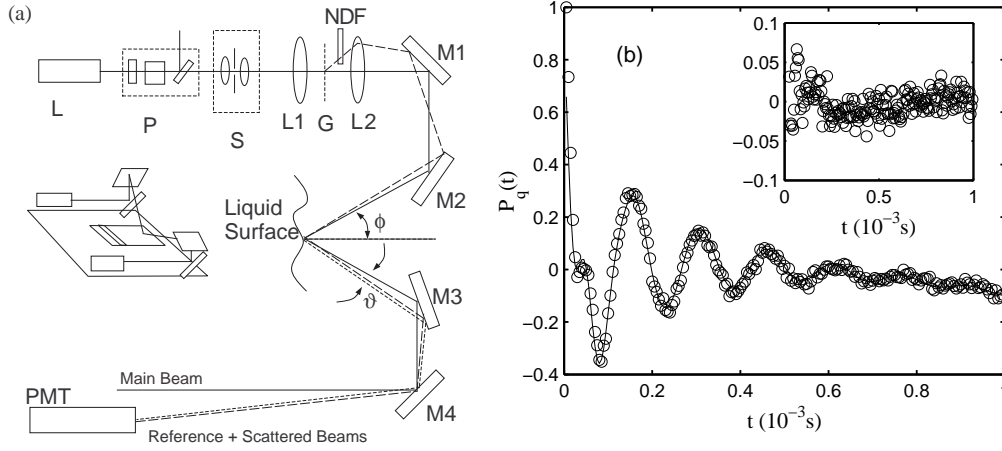 (a)
NDF
M1
L
P
S
L1
G
L2
M2
Liquid
Surface
ϕ
ϑ
M3
Main Beam
PMT
M4
Reference + Scattered Beams
(b)
P_q(t)
1
0.8
0.6
0.4
0.2
0
−0.2
−0.4
0
0.2
0.4
0.6
0.8
t (10⁻³s)
0.1
0.05
0
−0.05
−0.1
0
0.5
1
t (10⁻³s)